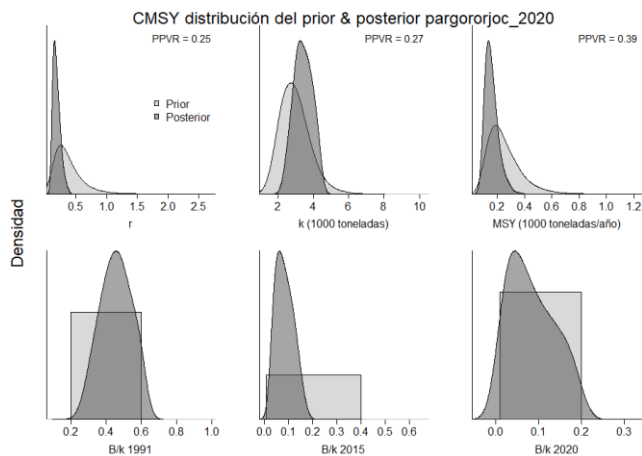 CMSY distribución del prior & posterior pargororjoc_2020
PPVR = 0.25
PPVR = 0.27
PPVR = 0.39
Prior
Posterior
0.5 1.0 1.5 2.0 2.5
2 4 6 8 10
0.2 0.4 0.6 0.8 1.0 1.2
r
k (1000 toneladas)
MSY (1000 toneladas/año)
Densidad
0.2 0.4 0.6 0.8 1.0
0.0 0.1 0.2 0.3 0.4 0.5 0.6
0.0 0.1 0.2 0.3
B/k 1991
B/k 2015
B/k 2020